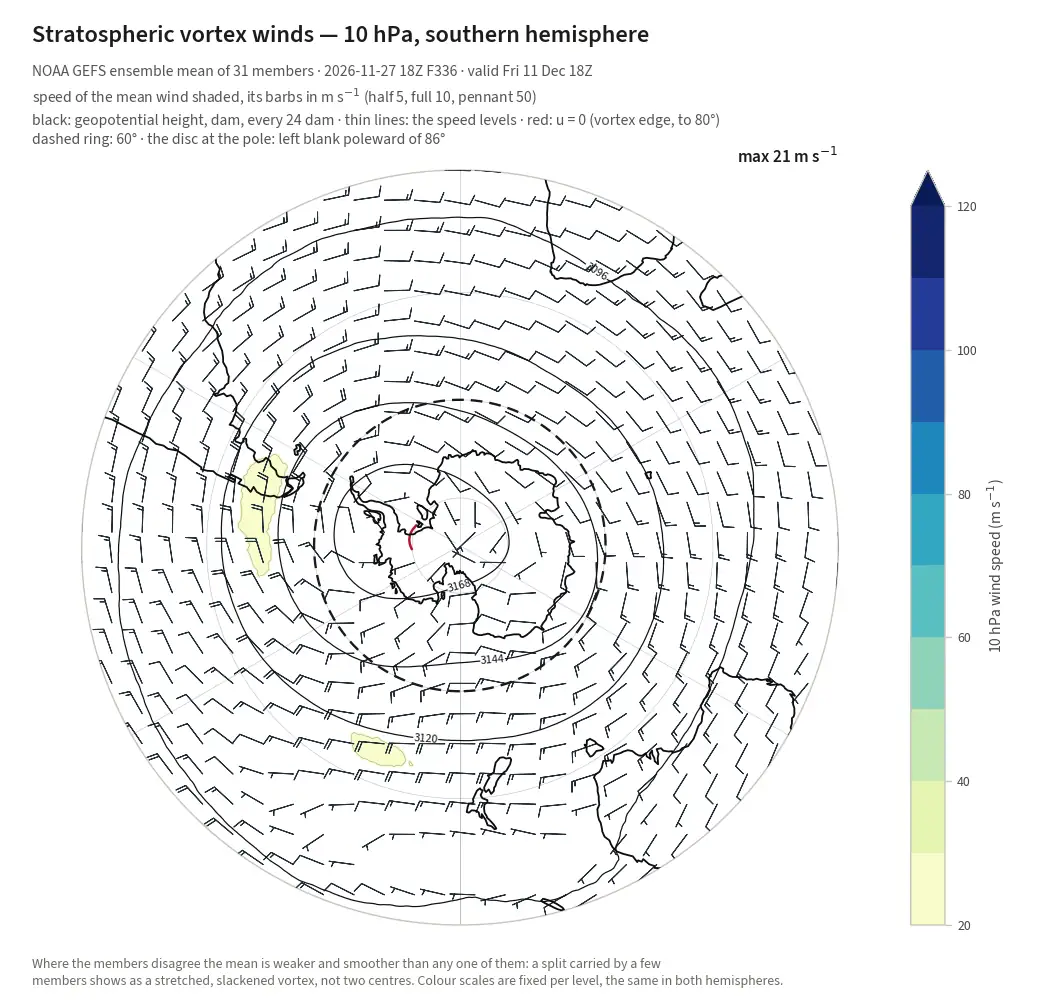 Stratospheric vortex winds — 10 hPa, southern hemisphere
NOAA GEFS ensemble mean of 31 members · 2026-11-27 18Z F336 · valid Fri 11 Dec 18Z
speed of the mean wind shaded, its barbs in m s⁻¹ (half 5, full 10, pennant 50)
black: geopotential height, dam, every 24 dam · thin lines: the speed levels · red: u = 0 (vortex edge, to 80°)
dashed ring: 60° · the disc at the pole: left blank poleward of 86°
max 21 m s⁻¹
120
100
80
60
40
20
10 hPa wind speed (m s⁻¹)
3096
3168
3144
3120
Where the members disagree the mean is weaker and smoother than any one of them: a split carried by a few
members shows as a stretched, slackened vortex, not two centres. Colour scales are fixed per level, the same in both hemispheres.